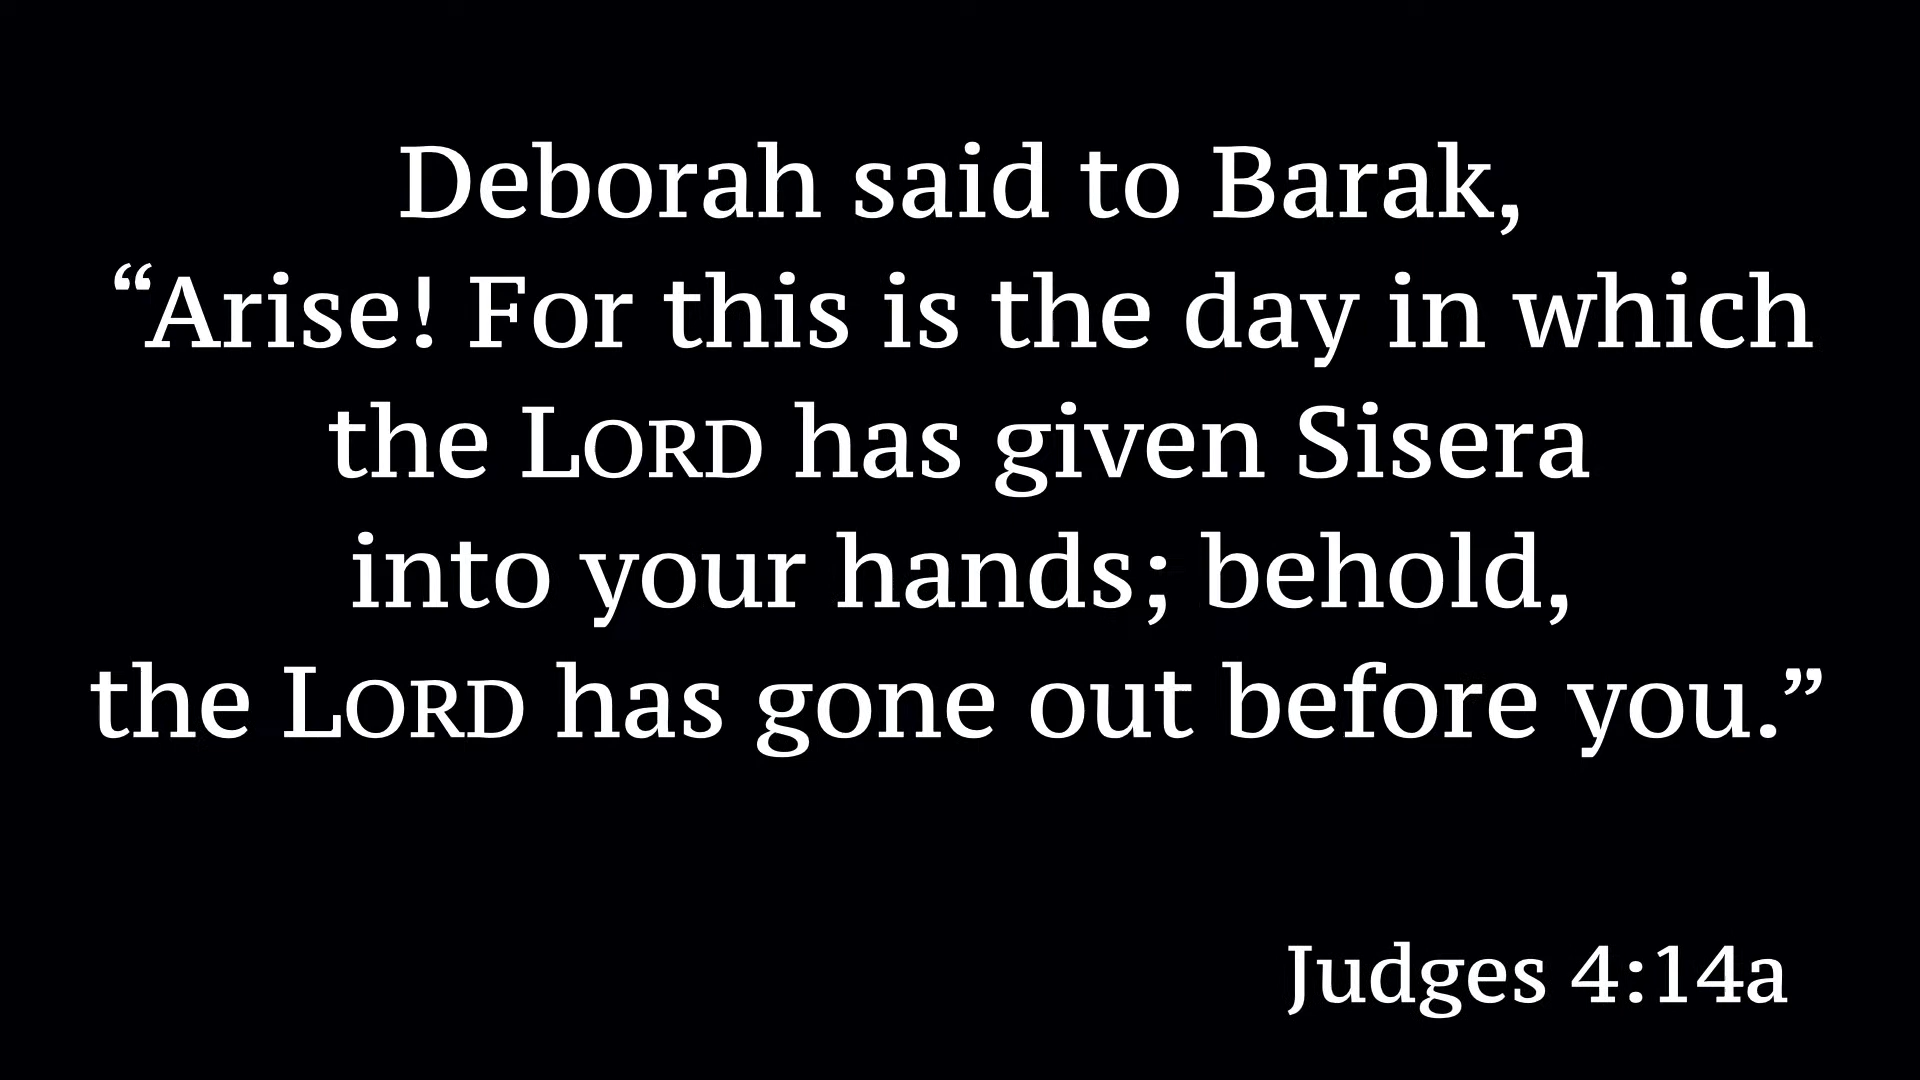 Deborah said to Barak,
“Arise! For this is the day in which
the LORD has given Sisera
into your hands; behold,
the LORD has gone out before you.”
Judges 4:14a